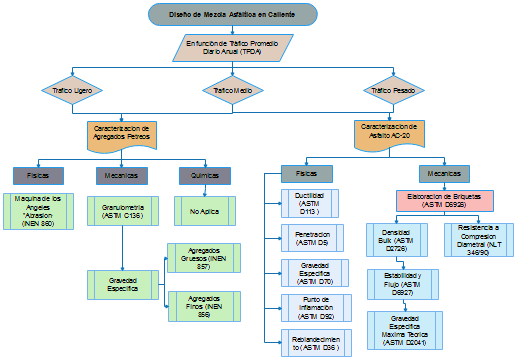 Diseño de Mezcla Asfáltica en Caliente
En función de Tráfico Promedio
Diario Anual (TPDA)
Tráfico Ligero
Tráfico Medio
Tráfico Pesado
Caracterización de
Agregados Pétreos
Caracterización de
Asfalto AC-20
Físicas
Mecánicas
Químicas
Físicas
Mecánicas
Maquina de los
Angeles
"Abrasion
(INEN 860)
Granulometría
(ASTM C136)
No Aplica
Gravedad
Específica
Agregados
Gruesos (INEN
857)
Agregados
Finos (INEN
856)
Ductilidad
(ASTM
D113 )
Penetración
(ASTM D5)
Gravedad
Específica
(ASTM D70)
Punto de
Inflamación
(ASTM D92)
Reblandecimien
to (ASTM D36 )
Elaboración de Briquetas
(ASTM D6926)
Densidad
Bulk (ASTM
D2726)
Resistencia a
Compresión
Diametral (NLT
346/90)
Estabilidad y
Flujo (ASTM
D6927)
Gravedad
Específica
Máxima Teórica
(ASTM D2041)